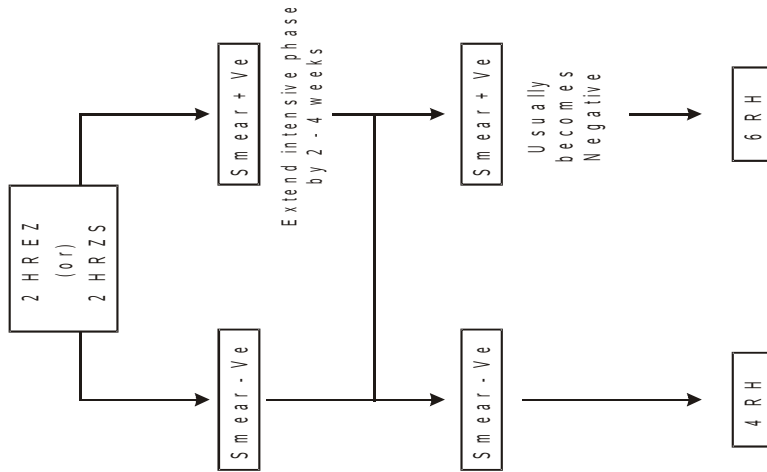 2 HREZ
(or)
2 HRZS
Smear-Ve
Smear+Ve
Extend intensive phase
by 2-4 weeks
Smear-Ve
Smear+Ve
Usually
becomes
Negative
4 RH
6 RH